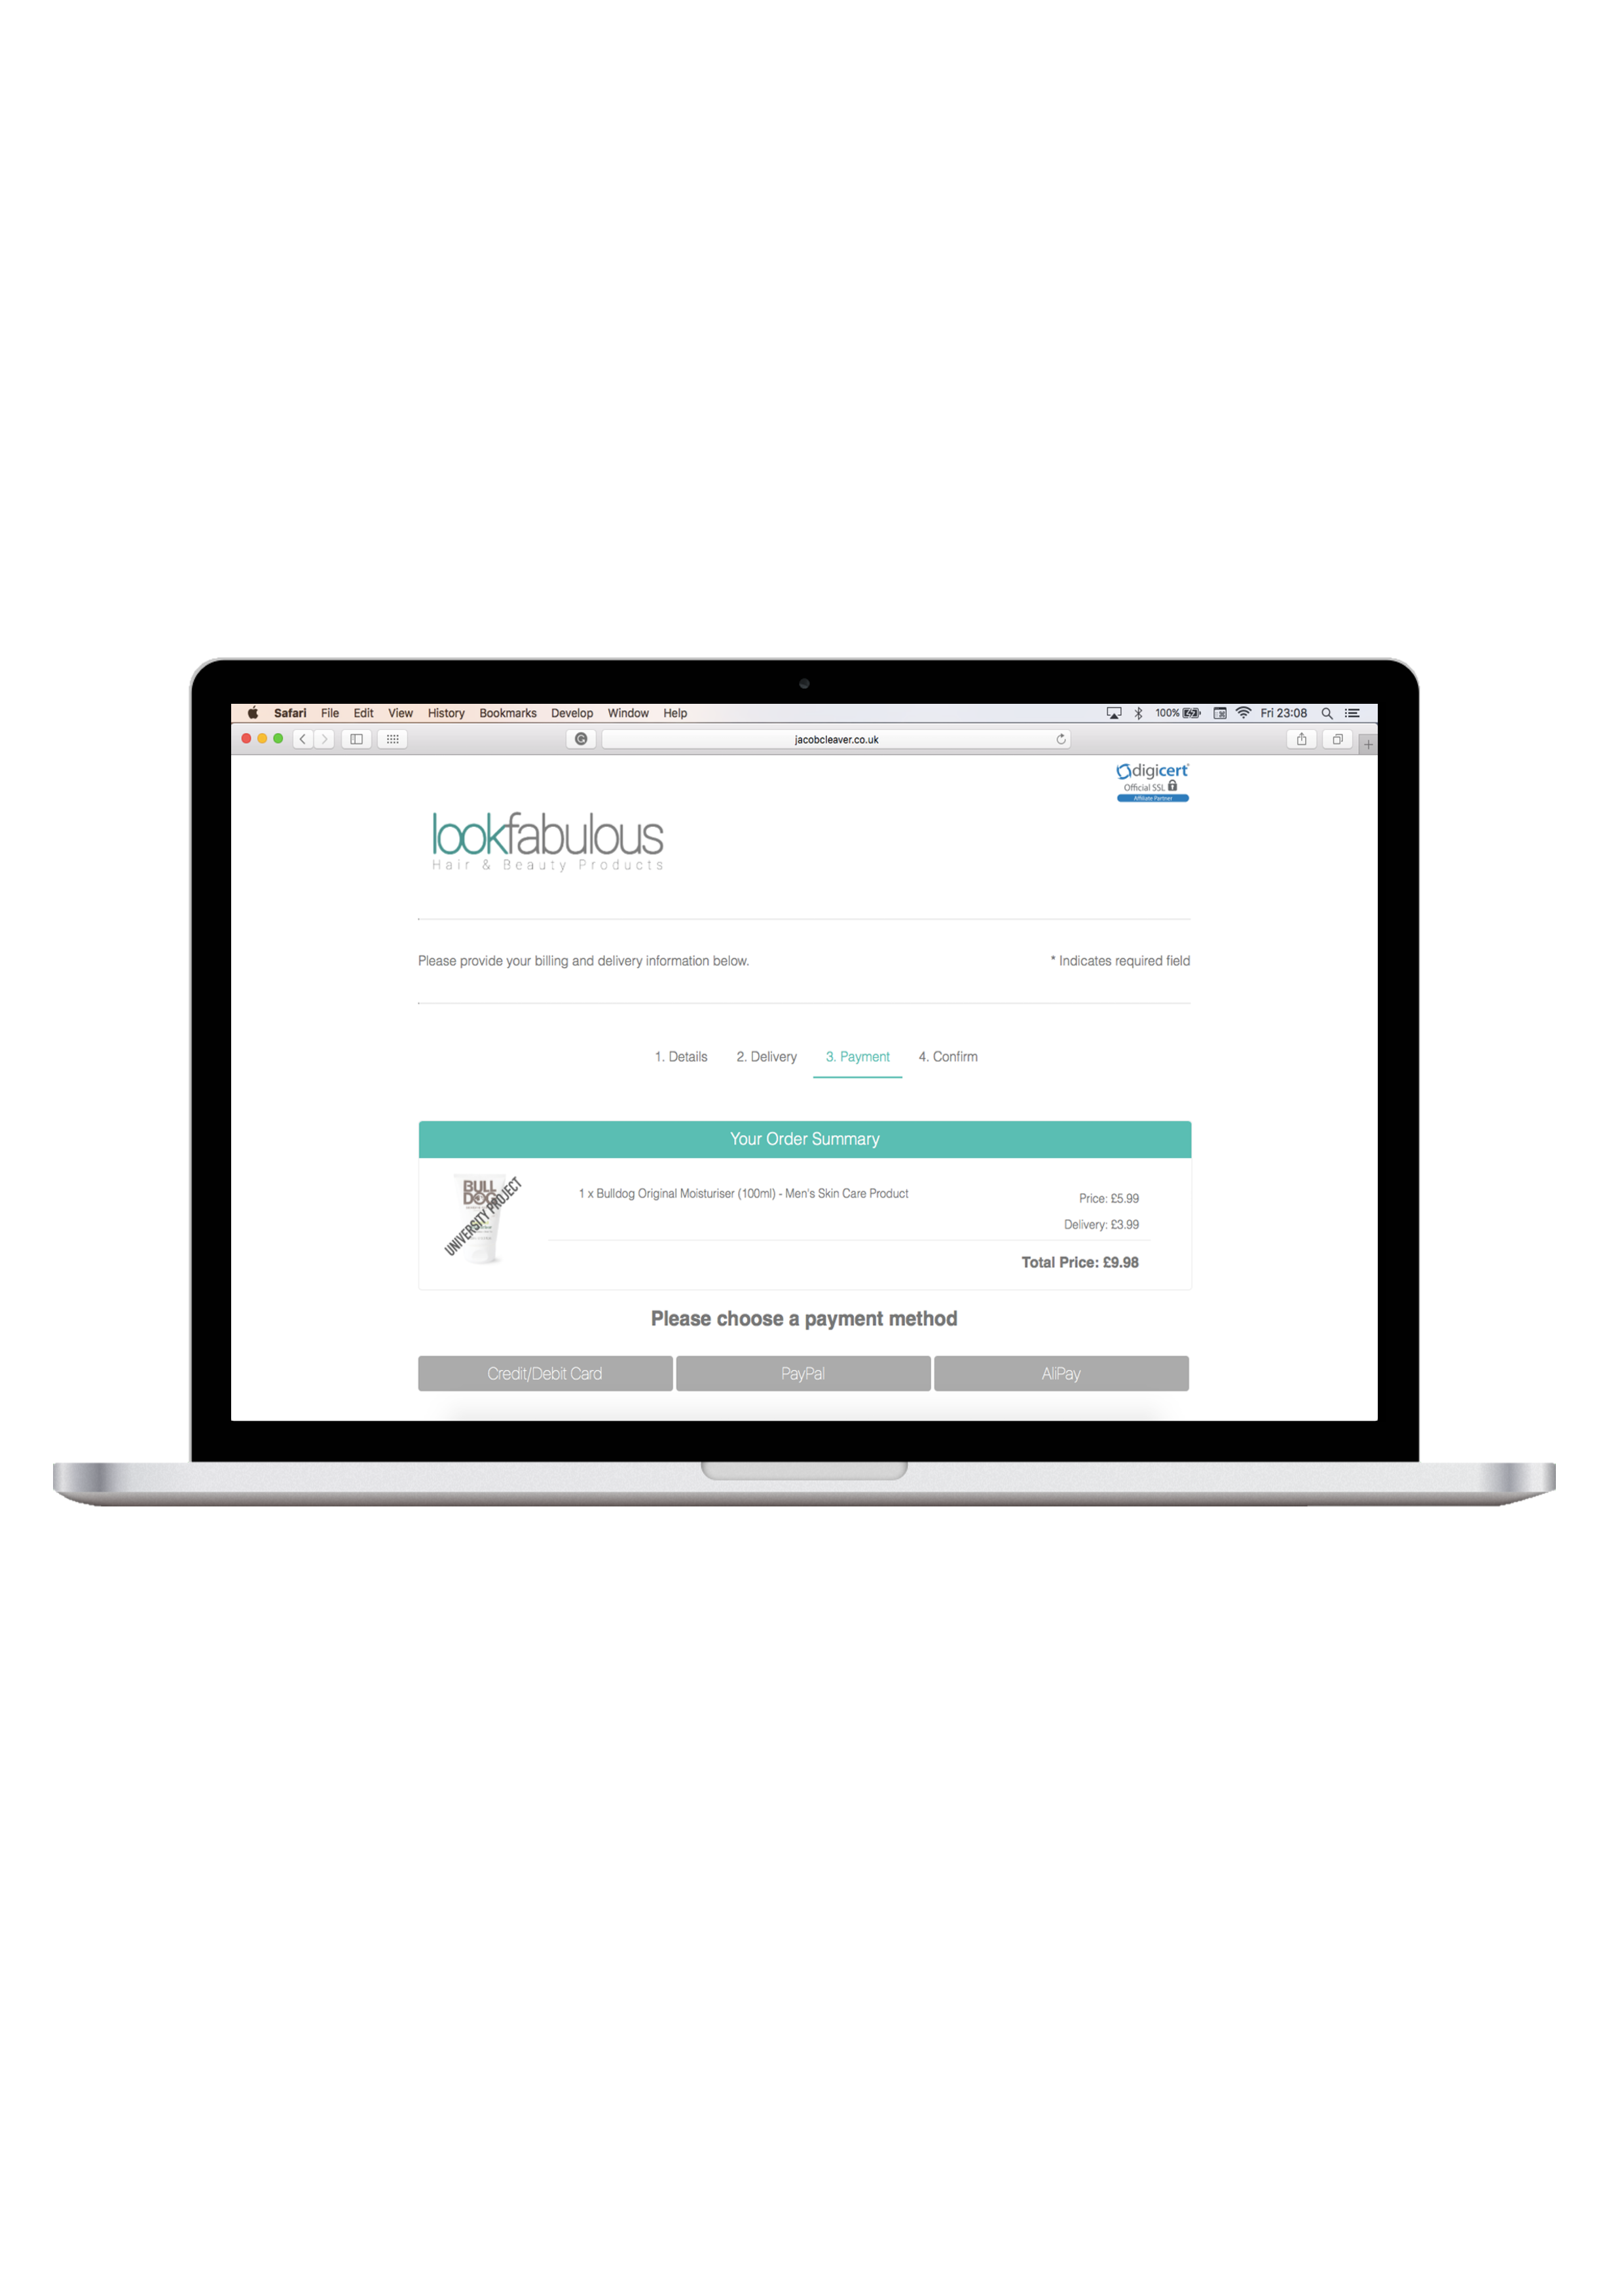 Safari File Edit View History Bookmarks Develop Window Help 100% Fri 23:08
jacobcleaver.co.uk
digicert
Official SSL
Affiliate Partner
lookfabulous
Hair & Beauty Products
Please provide your billing and delivery information below. * Indicates required field
1. Details 2. Delivery 3. Payment 4. Confirm
Your Order Summary
BULL
DOG
UNIVERSITY PROJECT
1 x Bulldog Original Moisturiser (100ml) - Men's Skin Care Product
Price: £5.99
Delivery: £3.99
Total Price: £9.98
Please choose a payment method
Credit/Debit Card PayPal AliPay